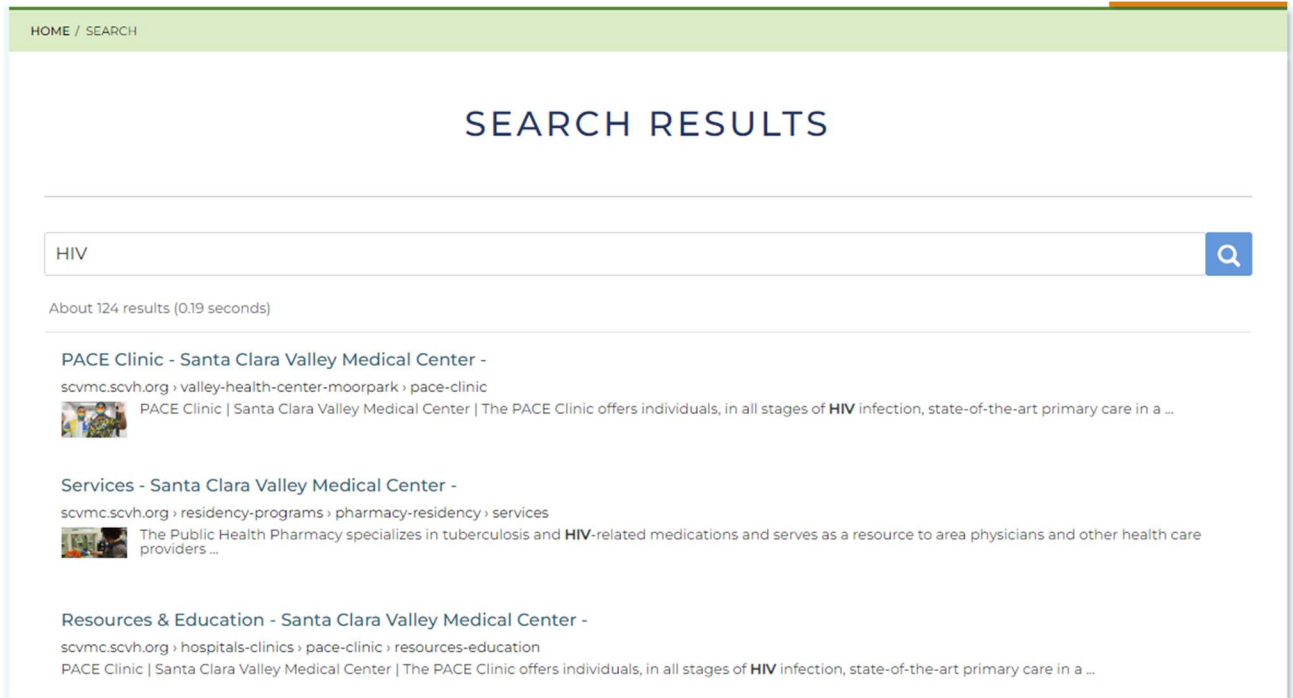 HOME / SEARCH
SEARCH RESULTS
HIV
About 124 results (0.19 seconds)
PACE Clinic - Santa Clara Valley Medical Center -
scvmc.scvh.org › valley-health-center-moorpark › pace-clinic
PACE Clinic | Santa Clara Valley Medical Center | The PACE Clinic offers individuals, in all stages of HIV infection, state-of-the-art primary care in a ...
Services - Santa Clara Valley Medical Center -
scvmc.scvh.org › residency-programs › pharmacy-residency › services
The Public Health Pharmacy specializes in tuberculosis and HIV-related medications and serves as a resource to area physicians and other health care
providers ...
Resources & Education - Santa Clara Valley Medical Center -
scvmc.scvh.org › hospitals-clinics › pace-clinic › resources-education
PACE Clinic | Santa Clara Valley Medical Center | The PACE Clinic offers individuals, in all stages of HIV infection, state-of-the-art primary care in a ...